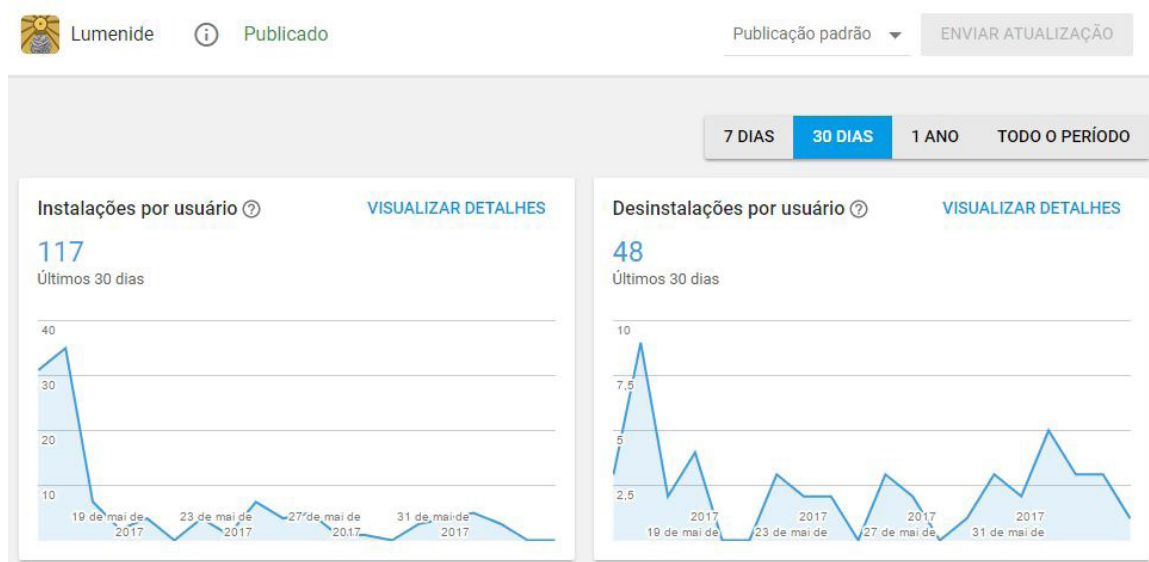 Lumenide Publicado Publicação padrão ENVIAR ATUALIZAÇÃO
7 DIAS 30 DIAS 1 ANO TODO O PERÍODO
Instalações por usuário VISUALIZAR DETALHES
117
Últimos 30 dias
40
30
20
10
19 de mai de 2017
23 de mai de 2017
27 de mai de 2017
31 de mai de 2017
Desinstalações por usuário VISUALIZAR DETALHES
48
Últimos 30 dias
10
7,5
5
2,5
2017 2017 2017 2017
19 de mai de 23 de mai de 27 de mai de 31 de mai de